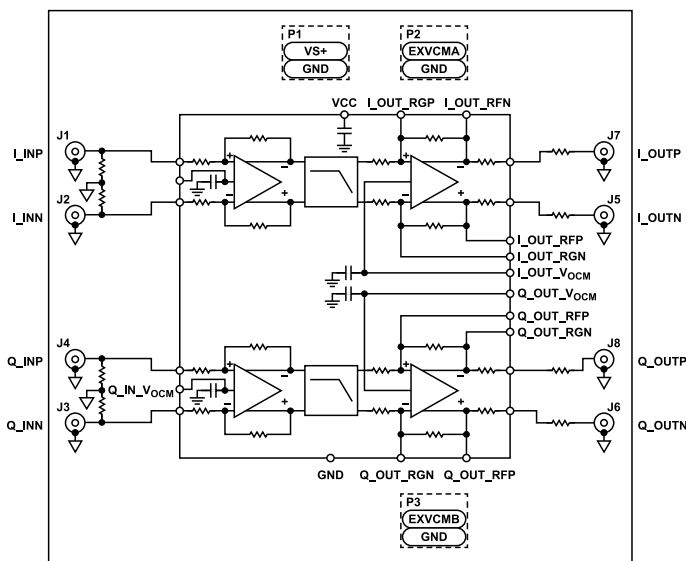 P1
VS+
GND
P2
EXVCMA
GND
VCC
I_OUT_RGP
I_OUT_RFN
J1
I_INP
J7
I_OUTP
J2
I_INN
J5
I_OUTN
+
−
+
−
−
+
−
+
I_OUT_RFP
I_OUT_RGN
I_OUT_VOCM
Q_OUT_VOCM
Q_OUT_RFP
Q_OUT_RGN
J4
Q_INP
J8
Q_OUTP
Q_IN_VOCM
J3
Q_INN
J6
Q_OUTN
+
−
+
−
−
+
−
+
GND
Q_OUT_RGN
Q_OUT_RFP
P3
EXVCMB
GND